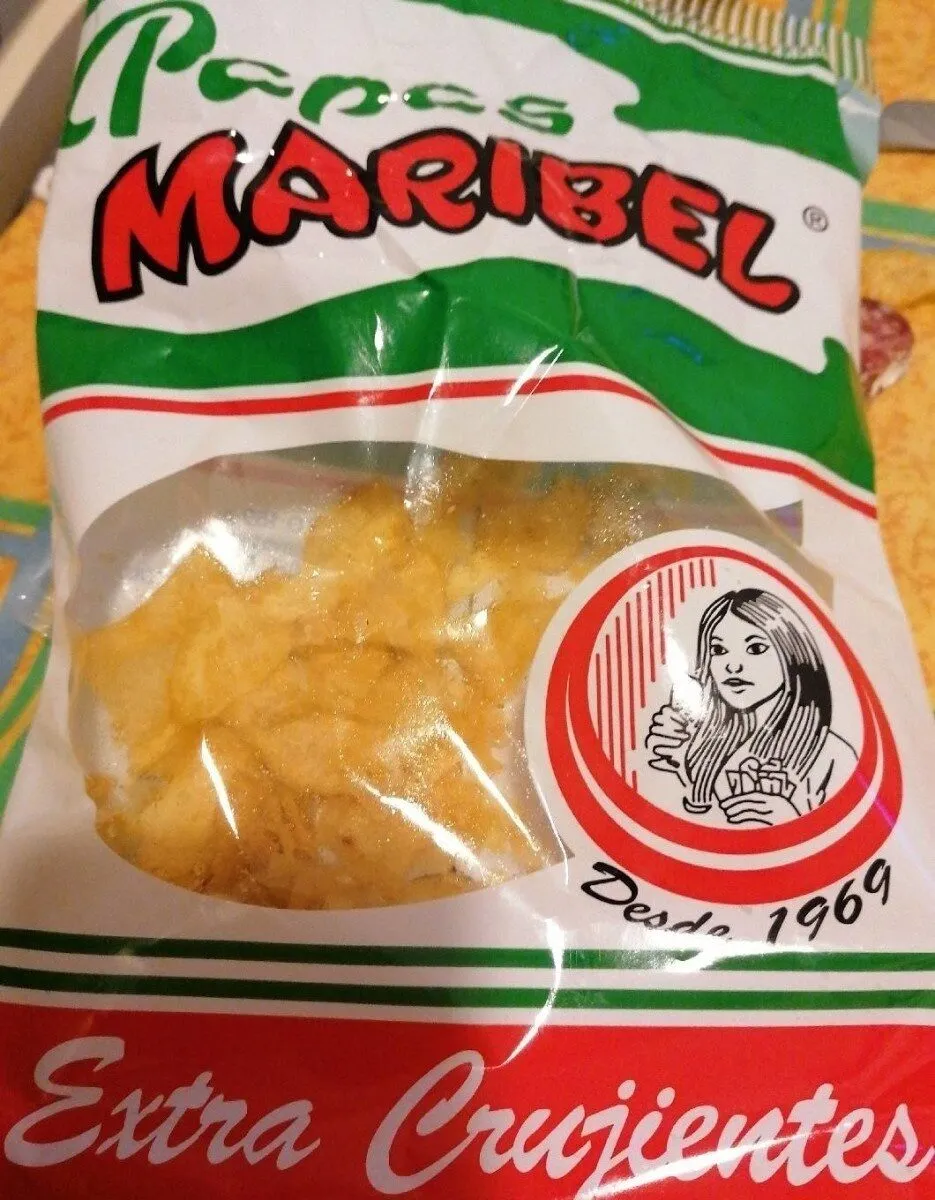 Papas
MARIBEL ®
Desde 1969
Extra Crujientes